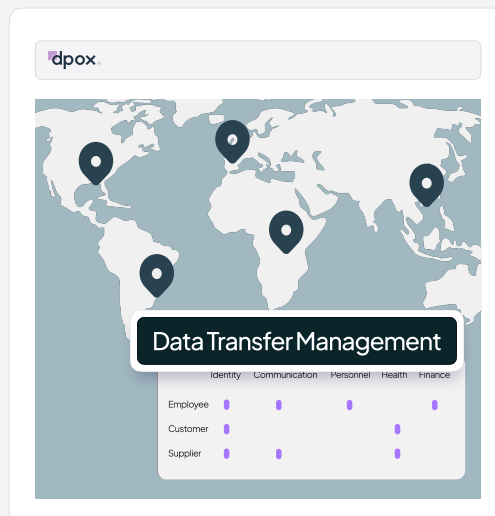 dpox.
Data Transfer Management
Identity Communication Personnel Health Finance
Employee
Customer
Supplier